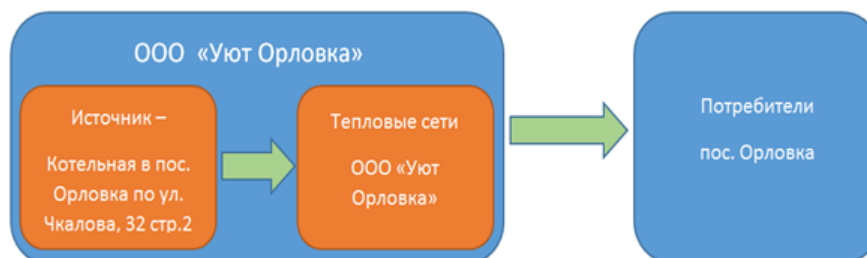 ООО «Уют Орловка»
Источник –
Котельная в пос.
Орловка по ул.
Чкалова, 32 стр.2
Тепловые сети
ООО «Уют
Орловка»
Потребители
пос. Орловка